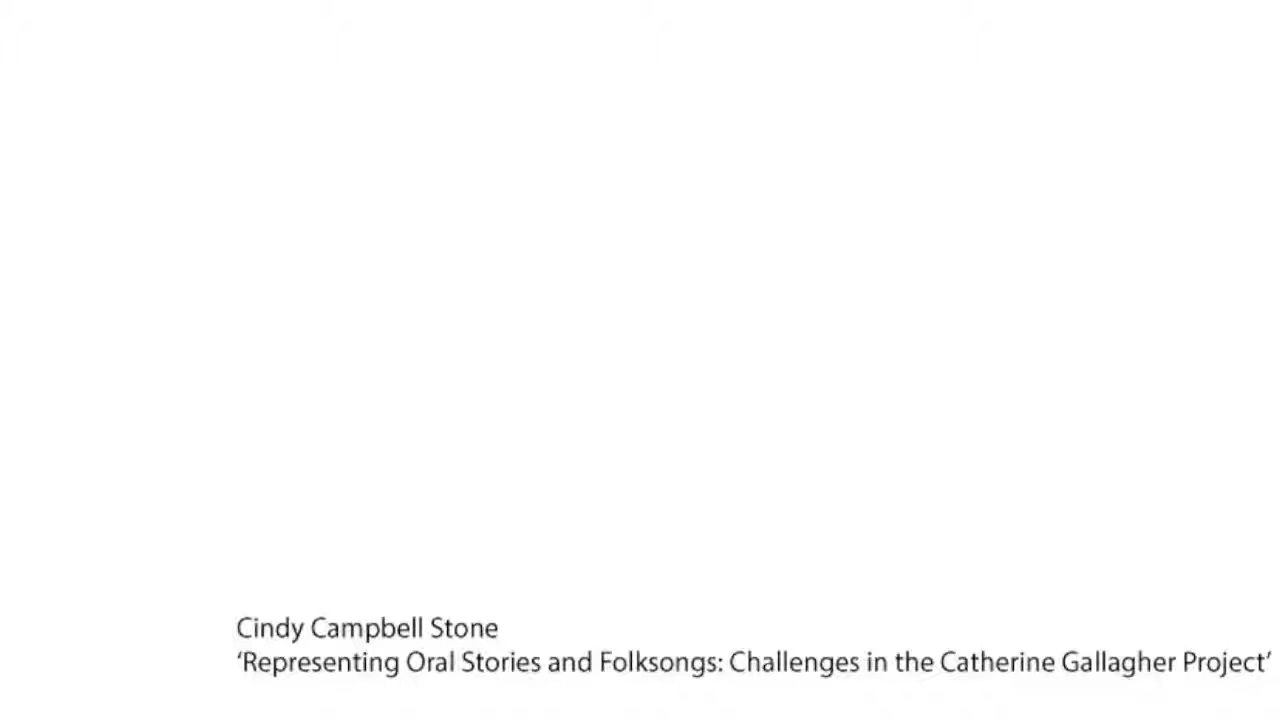 Cindy Campbell Stone
‘Representing Oral Stories and Folksongs: Challenges in the Catherine Gallagher Project’